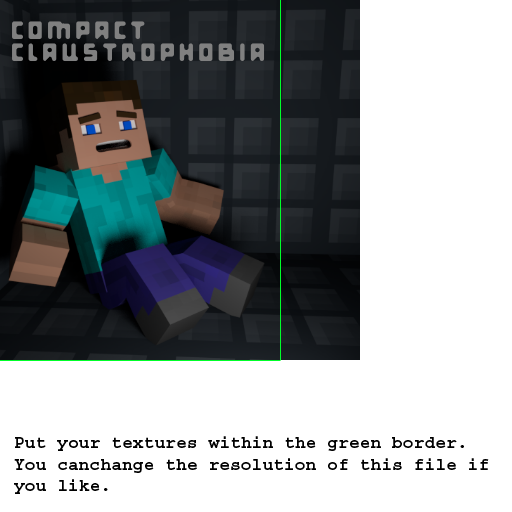 COMPACT
CLAUSTROPHOBIA
Put your textures within the green border.
You canchange the resolution of this file if
you like.